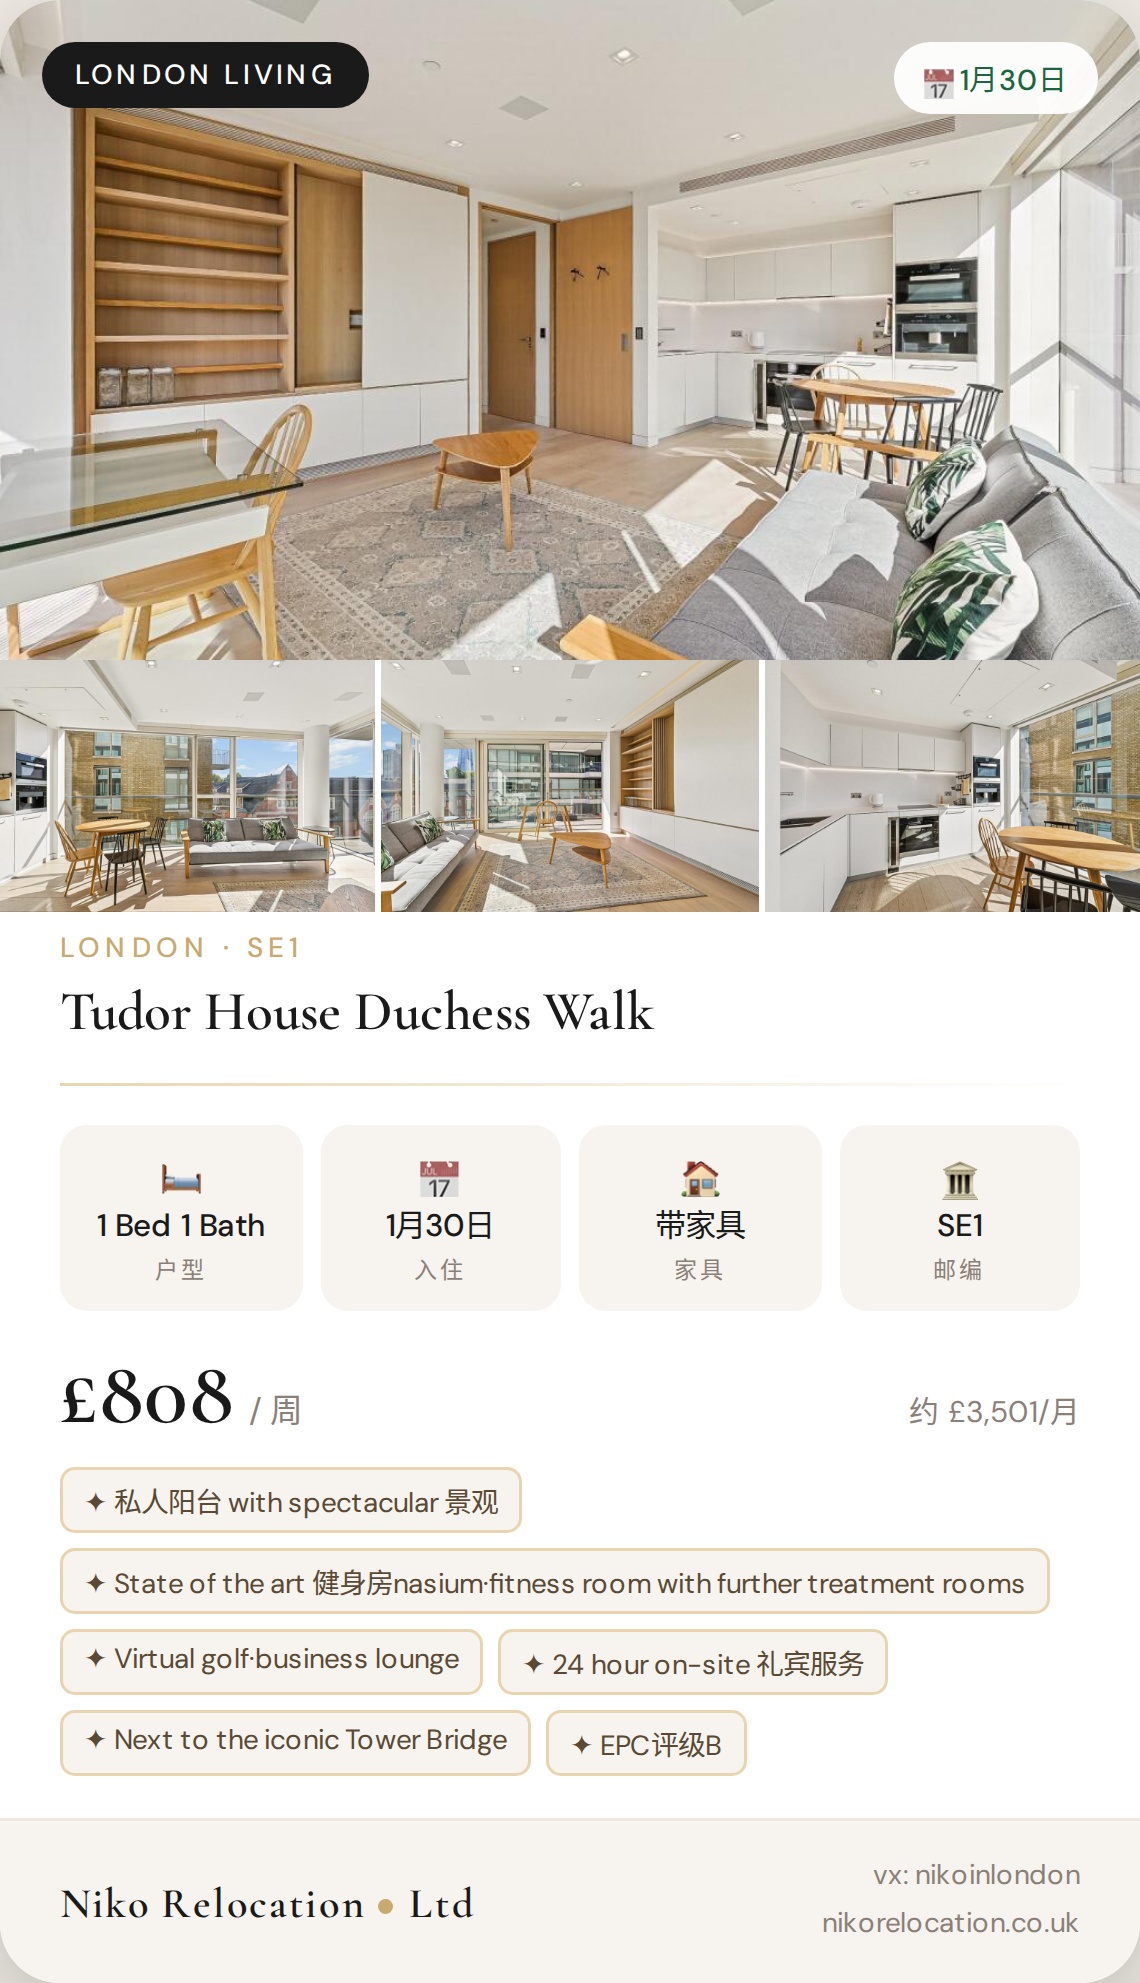 LONDON LIVING
📅1月30日
LONDON · SE1
Tudor House Duchess Walk
1 Bed 1 Bath
户型
1月30日
入住
带家具
家具
SE1
邮编
£808 / 周
约 £3,501/月
✦ 私人阳台 with spectacular 景观
✦ State of the art 健身房nasium·fitness room with further treatment rooms
✦ Virtual golf·business lounge
✦ 24 hour on-site 礼宾服务
✦ Next to the iconic Tower Bridge
✦ EPC评级B
Niko Relocation • Ltd
vx: nikoinlondon
nikorelocation.co.uk